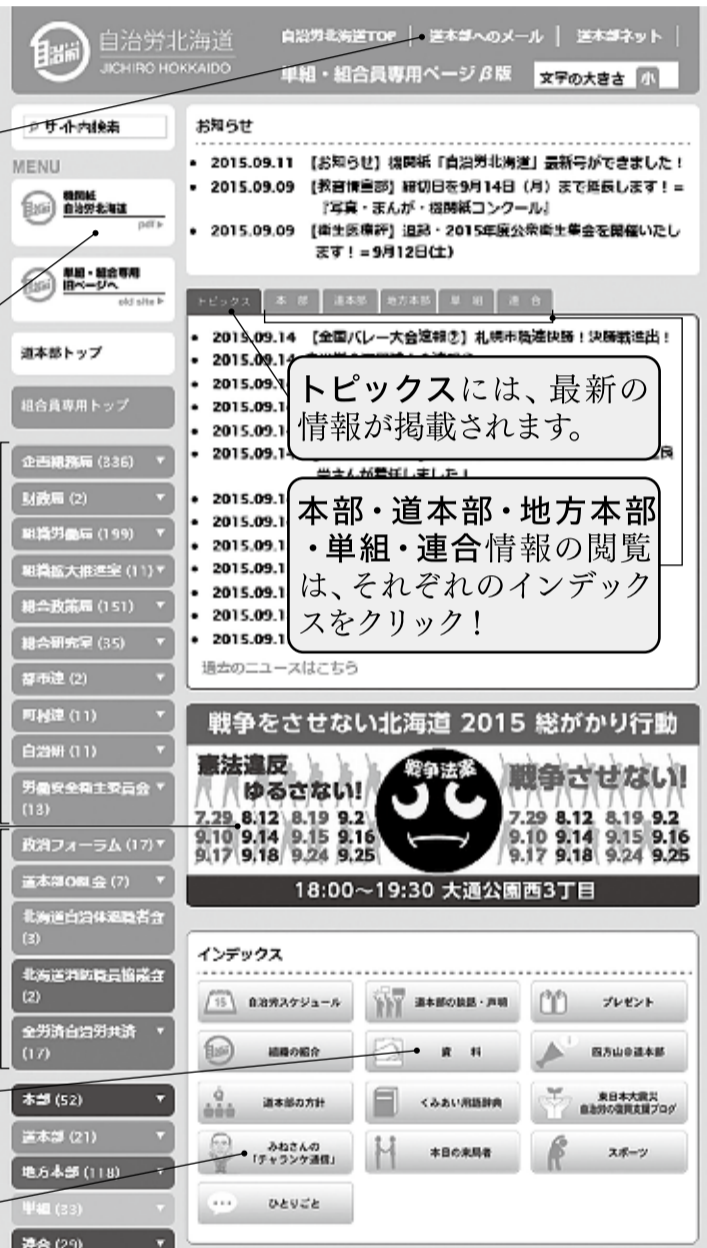 自治労
自治労北海道
JICHIRO HOKKAIDO
自治労北海道TOP
道本部へのメール
道本部ネット
単組・組合員専用ページβ版
文字の大きさ 小
サイト内検索
MENU
機関紙
自治労北海道
pdf
単組・組合専用
旧ページへ
old site
道本部トップ
組合員専用トップ
企画総務局 (336)
財政局 (2)
組織労働局 (199)
組織拡大推進室 (11)
総合政策局 (151)
総合研究室 (35)
都市連 (2)
町村連 (11)
自治研 (11)
労働安全衛生委員会
(13)
政治フォーラム (17)
道本部OB会 (7)
北海道自治体退職者会
(3)
北海道消防職員協議会
(2)
全労済自治労共済
(17)
本部 (52)
道本部 (21)
地方本部 (118)
単組 (33)
連合 (29)
お知らせ
• 2015.09.11 【お知らせ】機関紙「自治労北海道」最新号ができました!
• 2015.09.09 【教宣情宣部】締切日を9月14日(月)まで延長します!=
『写真・まんが・機関紙コンクール』
• 2015.09.09 【衛生医療評】追記・2015年度公衆衛生集会を開催いたし
ます!=9月12日(土)
トピックス 本部 道本部 地方本部 単組 連合
• 2015.09.14 【全国バレー大会速報②】札幌市職連快勝!決勝戦進出!
• 2015.09.14
トピックスには、最新の
情報が掲載されます。
• 2015.09.1
本部・道本部・地方本部
・単組・連合情報の閲覧
は、それぞれのインデック
スをクリック!
過去のニュースはこちら
戦争をさせない北海道 2015 総がかり行動
憲法違反
ゆるさない!
戦争法案
戦争させない!
7.29 8.12 8.19 9.2
9.10 9.14 9.15 9.16
9.17 9.18 9.24 9.25
7.29 8.12 8.19 9.2
9.10 9.14 9.15 9.16
9.17 9.18 9.24 9.25
18:00~19:30 大通公園西3丁目
インデックス
15 自治労スケジュール
道本部の談話・声明
プレゼント
組織の紹介
資料
四方山@道本部
道本部の方針
くみあい用語辞典
東日本大震災
自治労の復興支援ブログ
みねさんの
「チャランケ通信」
本日の来局者
スポーツ
ひとりごと